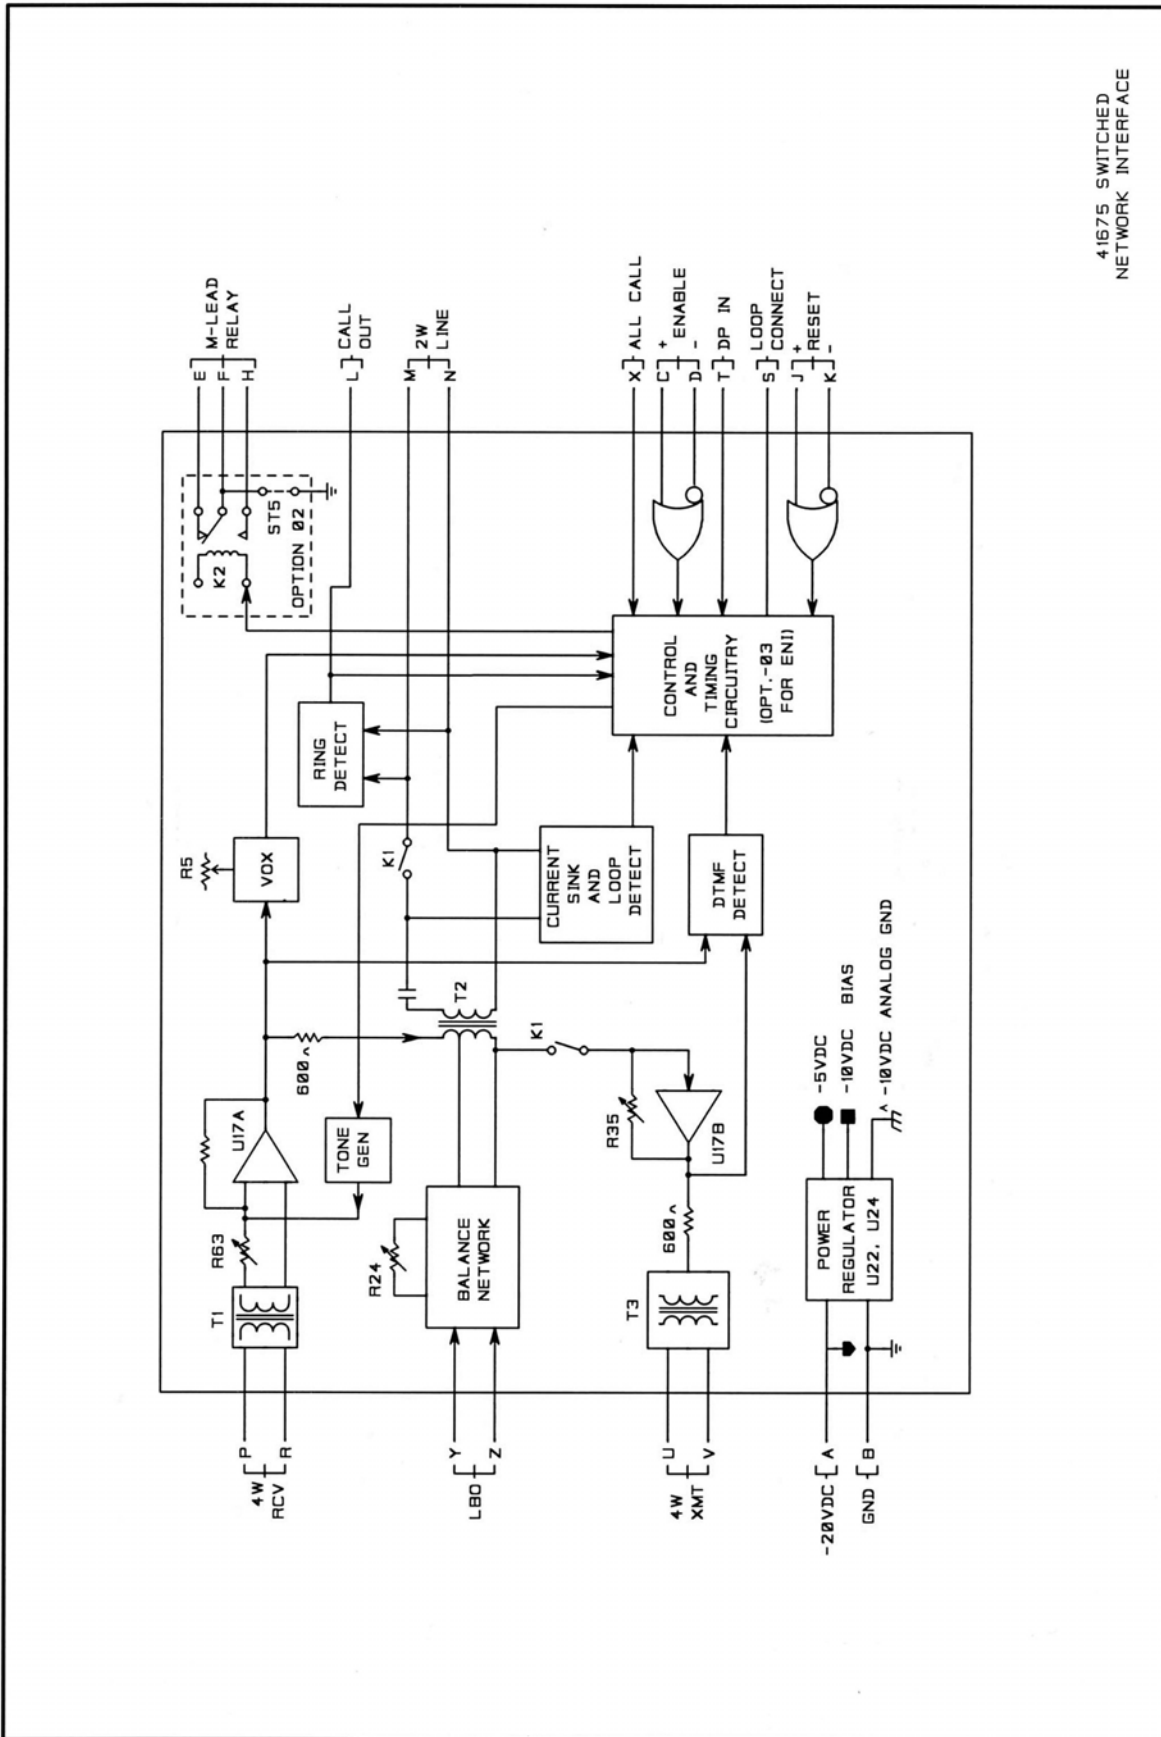 41675 SWITCHED
NETWORK INTERFACE
4W
RCV
P
R
T1
R63
U17A
600Ω
TONE
GEN
R5
VOX
K2
OPTION 02
ST5
E
F
H
M-LEAD
RELAY
RING
DETECT
L
CALL
OUT
LBO
Y
Z
R24
BALANCE
NETWORK
T2
K1
M
N
2W
LINE
K1
CURRENT
SINK
AND
LOOP
DETECT
4W
XMT
U
V
T3
600Ω
R35
U17B
DTMF
DETECT
CONTROL
AND
TIMING
CIRCUITRY
(OPT.-03
FOR ENI)
X
ALL CALL
C
+
ENABLE
D
-
T
DP IN
S
LOOP
CONNECT
J
+
RESET
K
-
-20VDC
A
GND
B
POWER
REGULATOR
U22, U24
-5VDC
-10VDC BIAS
A
-10VDC ANALOG GND